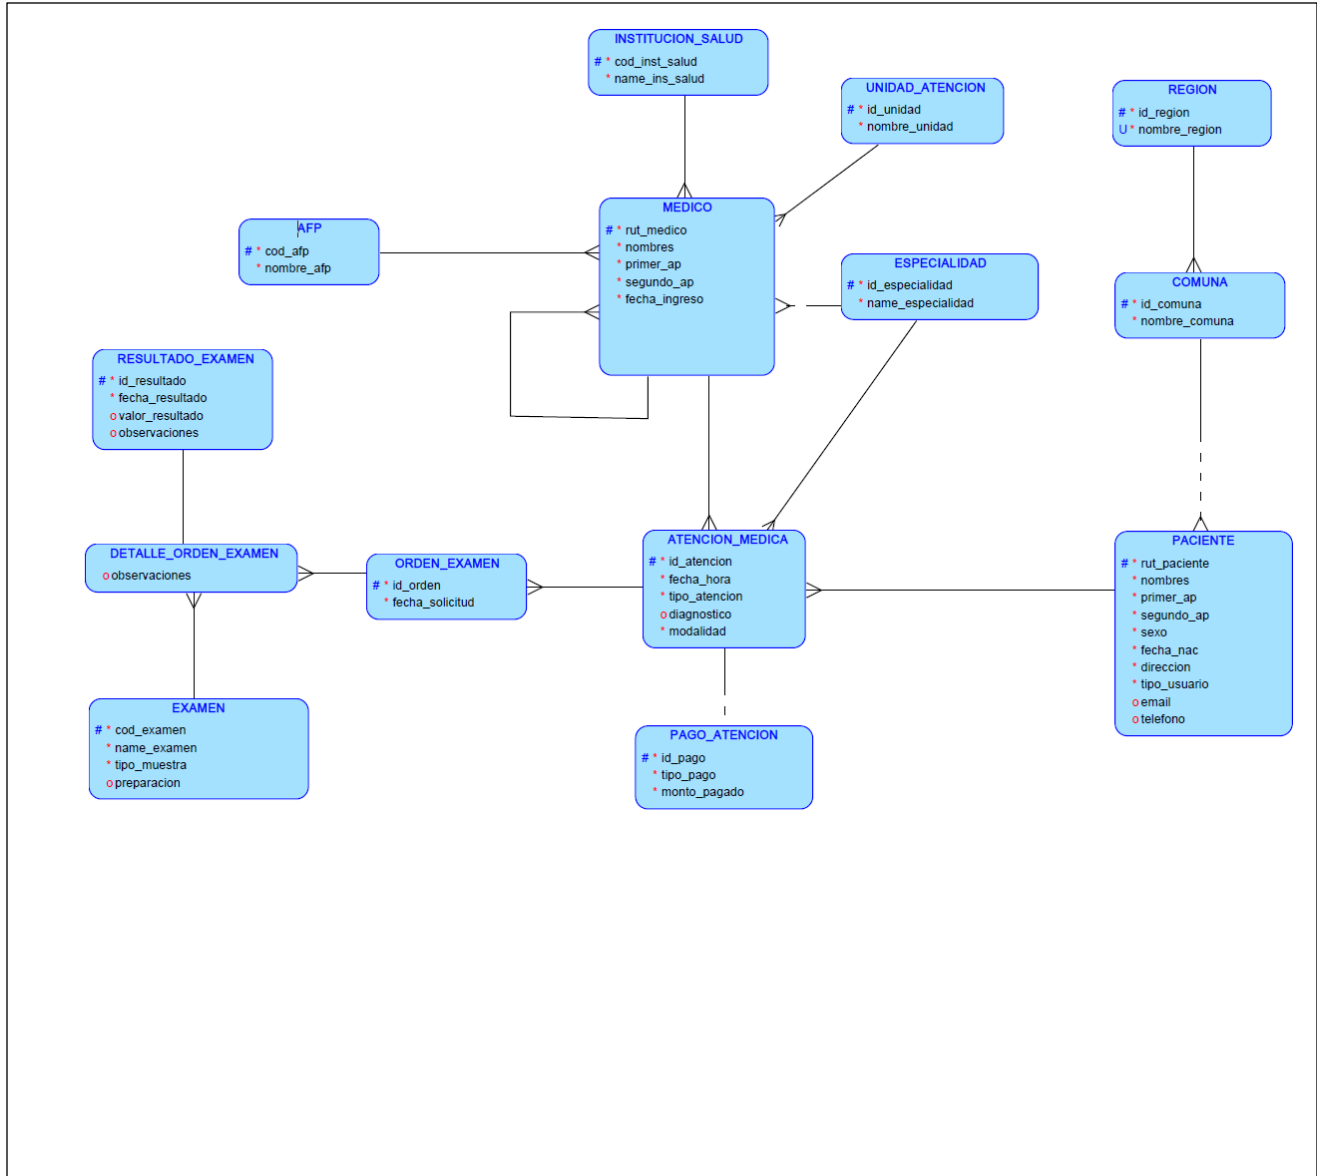 INSTITUCION_SALUD
# * cod_inst_salud
* name_ins_salud
UNIDAD_ATENCION
# * id_unidad
* nombre_unidad
REGION
# * id_region
U * nombre_region
MEDICO
# * rut_medico
* nombres
* primer_ap
* segundo_ap
* fecha_ingreso
AFP
# * cod_afp
* nombre_afp
ESPECIALIDAD
# * id_especialidad
* name_especialidad
COMUNA
# * id_comuna
* nombre_comuna
RESULTADO_EXAMEN
# * id_resultado
* fecha_resultado
o valor_resultado
o observaciones
DETALLE_ORDEN_EXAMEN
o observaciones
ORDEN_EXAMEN
# * id_orden
* fecha_solicitud
ATENCION_MEDICA
# * id_atencion
* fecha_hora
* tipo_atencion
o diagnostico
* modalidad
PACIENTE
# * rut_paciente
* nombres
* primer_ap
* segundo_ap
* sexo
* fecha_nac
* direccion
* tipo_usuario
o email
o telefono
EXAMEN
# * cod_examen
* name_examen
* tipo_muestra
o preparacion
PAGO_ATENCION
# * id_pago
* tipo_pago
* monto_pagado